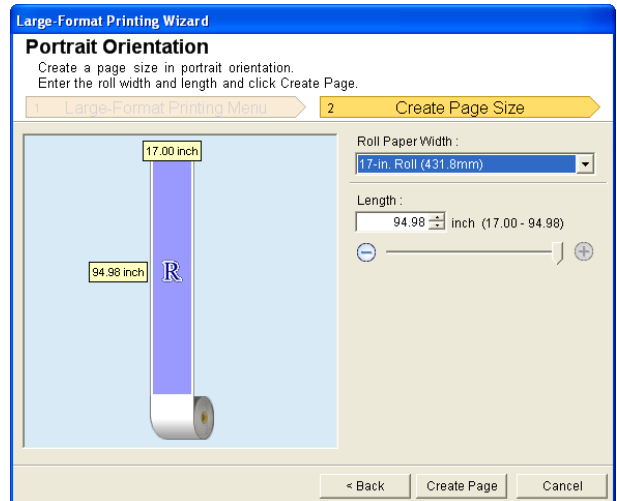 Large-Format Printing Wizard
Portrait Orientation
Create a page size in portrait orientation.
Enter the roll width and length and click Create Page.
1 Large-Format Printing Menu
2 Create Page Size
17.00 inch
94.98 inch
R
Roll Paper Width :
17-in. Roll (431.8mm)
Length :
94.98 inch (17.00 - 94.98)
< Back Create Page Cancel